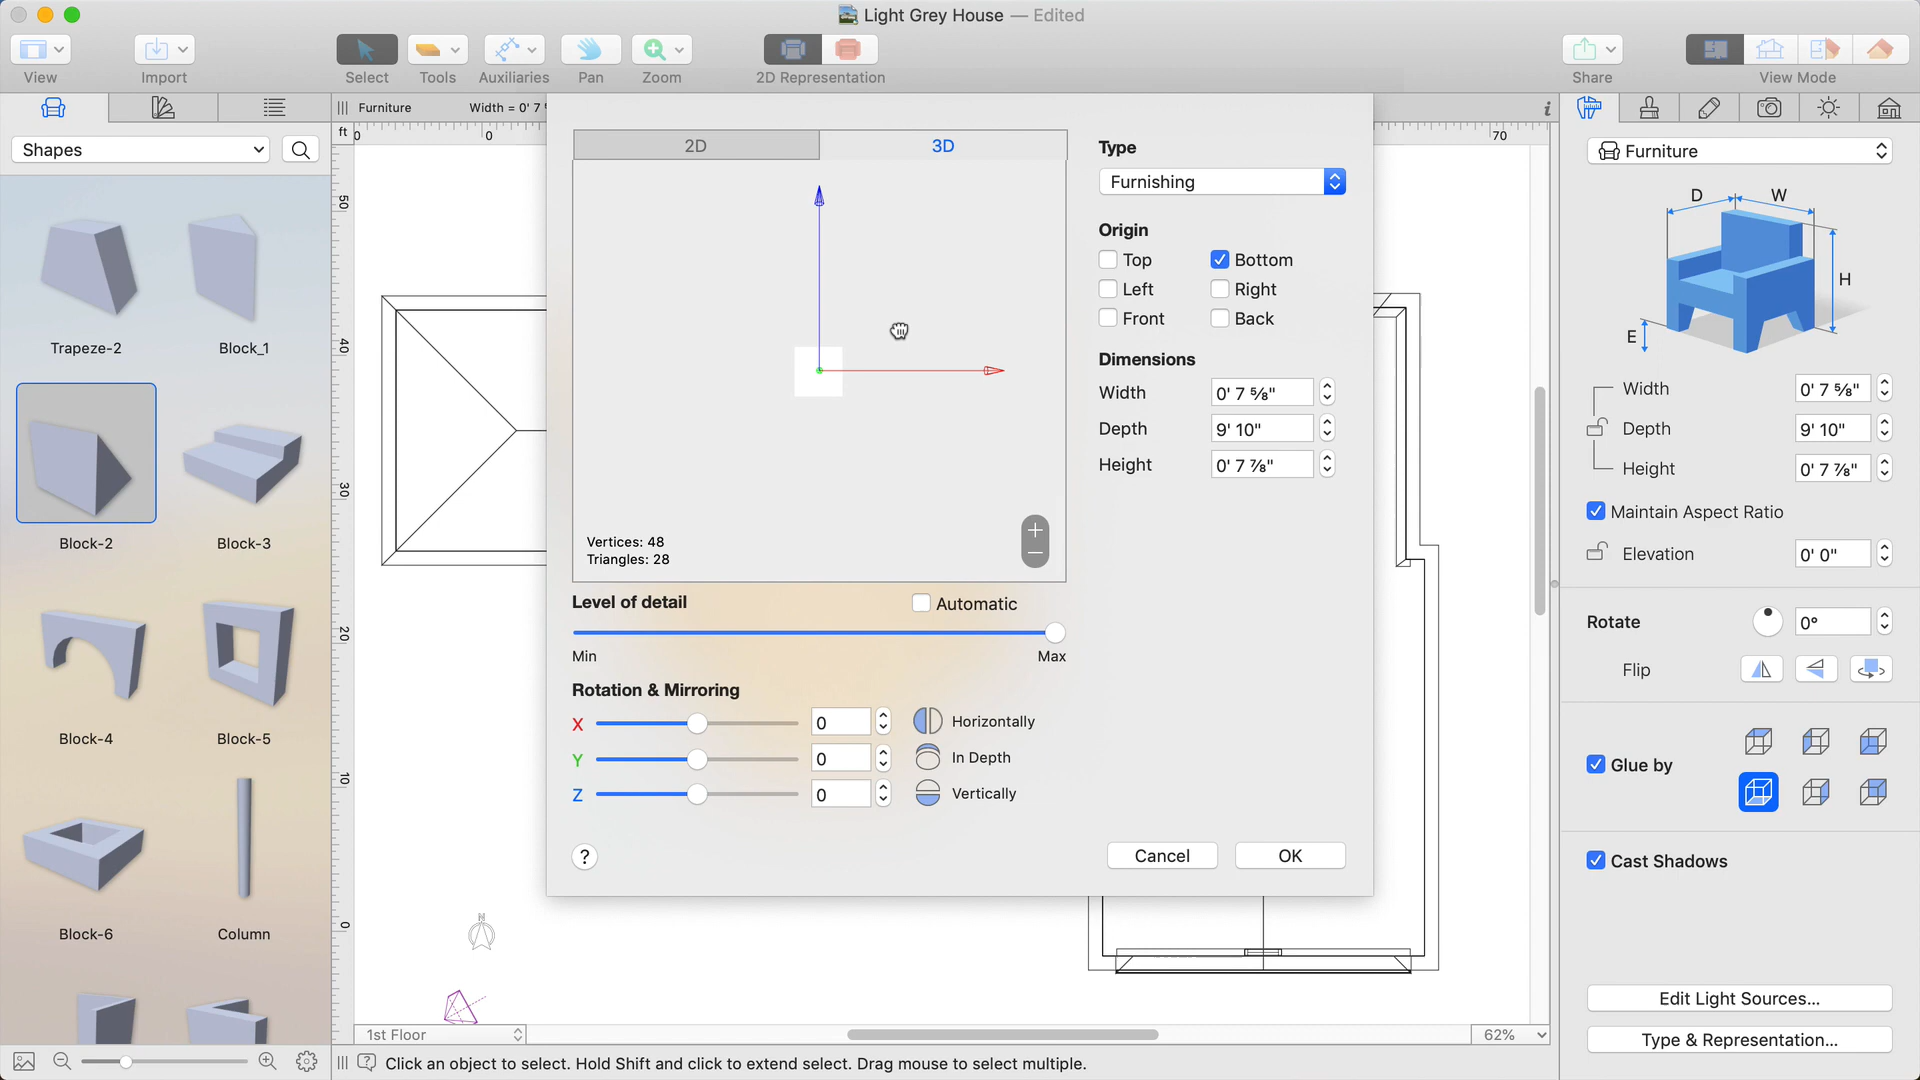 Light Grey House — Edited
View
Import
Select
Tools
Auxiliaries
Pan
Zoom
2D Representation
Share
View Mode
Furniture
Width = 0' 7
ft
0
0
70
Shapes
Trapeze-2
Block_1
Block-2
Block-3
Block-4
Block-5
Block-6
Column
50
40
30
20
10
0
N
2D
3D
Vertices: 48
Triangles: 28
Level of detail
Automatic
Min
Max
Rotation & Mirroring
X
0
Horizontally
Y
0
In Depth
Z
0
Vertically
?
Type
Furnishing
Origin
Top
Bottom
Left
Right
Front
Back
Dimensions
Width
0' 7 ⅝"
Depth
9' 10"
Height
0' 7 ⅞"
Cancel
OK
Furniture
D
W
H
E
Width
0' 7 ⅝"
Depth
9' 10"
Height
0' 7 ⅞"
Maintain Aspect Ratio
Elevation
0' 0"
Rotate
0°
Flip
Glue by
Cast Shadows
Edit Light Sources...
Type & Representation...
1st Floor
62%
Click an object to select. Hold Shift and click to extend select. Drag mouse to select multiple.